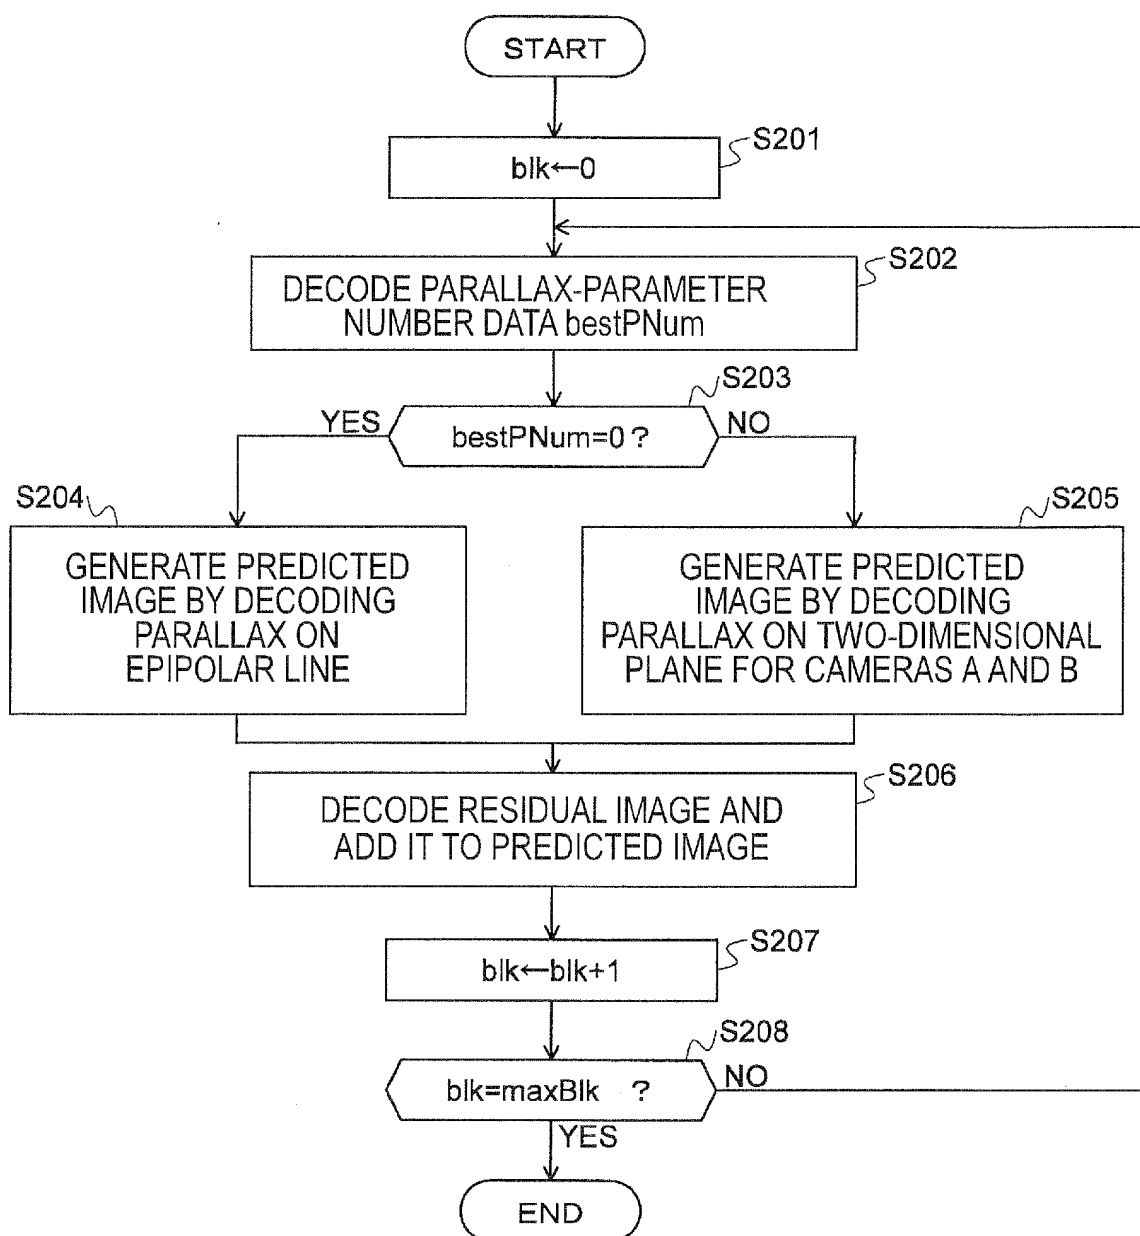 START
S201
blk←0
S202
DECODE PARALLAX-PARAMETER
NUMBER DATA bestPNum
S203
YES
bestPNum=0 ?
NO
S204
GENERATE PREDICTED
IMAGE BY DECODING
PARALLAX ON
EPIPOLAR LINE
S205
GENERATE PREDICTED
IMAGE BY DECODING
PARALLAX ON TWO-DIMENSIONAL
PLANE FOR CAMERAS A AND B
S206
DECODE RESIDUAL IMAGE AND
ADD IT TO PREDICTED IMAGE
S207
blk←blk+1
S208
blk=maxBlk ?
NO
YES
END